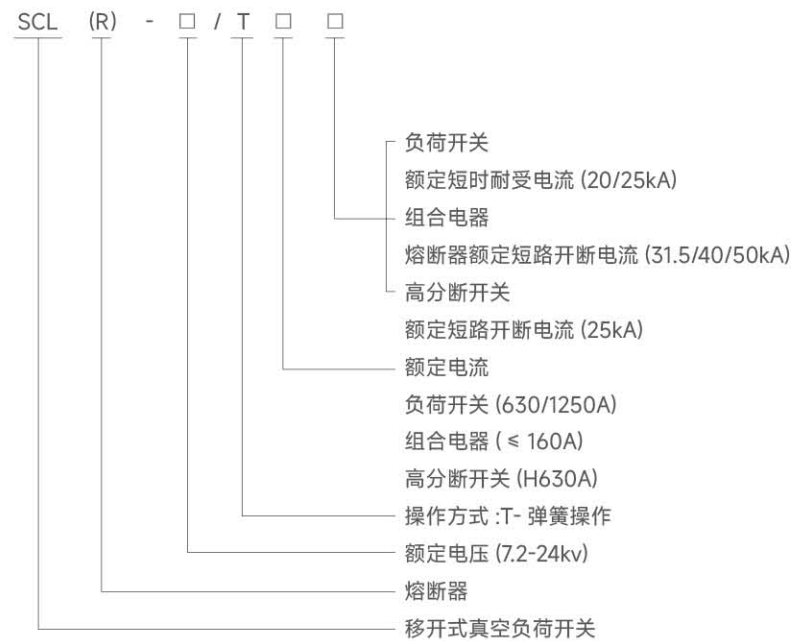 SCL (R) - □ / T □ □
负荷开关
额定短时耐受电流 (20/25kA)
组合电器
熔断器额定短路开断电流 (31.5/40/50kA)
高分断开关
额定短路开断电流 (25kA)
额定电流
负荷开关 (630/1250A)
组合电器 ( ≤ 160A)
高分断开关 (H630A)
操作方式 :T- 弹簧操作
额定电压 (7.2-24kv)
熔断器
移开式真空负荷开关